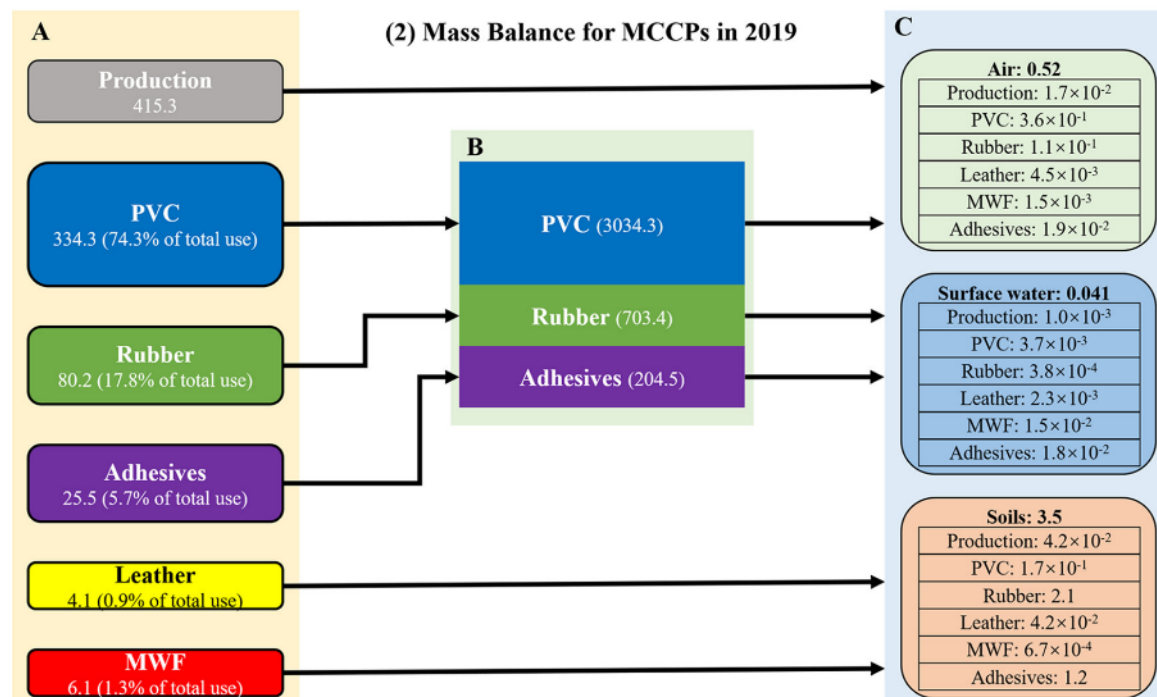 A
(2) Mass Balance for MCCPs in 2019
C
Production
415.3
PVC
334.3 (74.3% of total use)
Rubber
80.2 (17.8% of total use)
Adhesives
25.5 (5.7% of total use)
Leather
4.1 (0.9% of total use)
MWF
6.1 (1.3% of total use)
B
PVC (3034.3)
Rubber (703.4)
Adhesives (204.5)
Air: 0.52
Production: 1.7×10⁻²
PVC: 3.6×10⁻¹
Rubber: 1.1×10⁻¹
Leather: 4.5×10⁻³
MWF: 1.5×10⁻³
Adhesives: 1.9×10⁻²
Surface water: 0.041
Production: 1.0×10⁻³
PVC: 3.7×10⁻³
Rubber: 3.8×10⁻⁴
Leather: 2.3×10⁻³
MWF: 1.5×10⁻²
Adhesives: 1.8×10⁻²
Soils: 3.5
Production: 4.2×10⁻²
PVC: 1.7×10⁻¹
Rubber: 2.1
Leather: 4.2×10⁻²
MWF: 6.7×10⁻⁴
Adhesives: 1.2